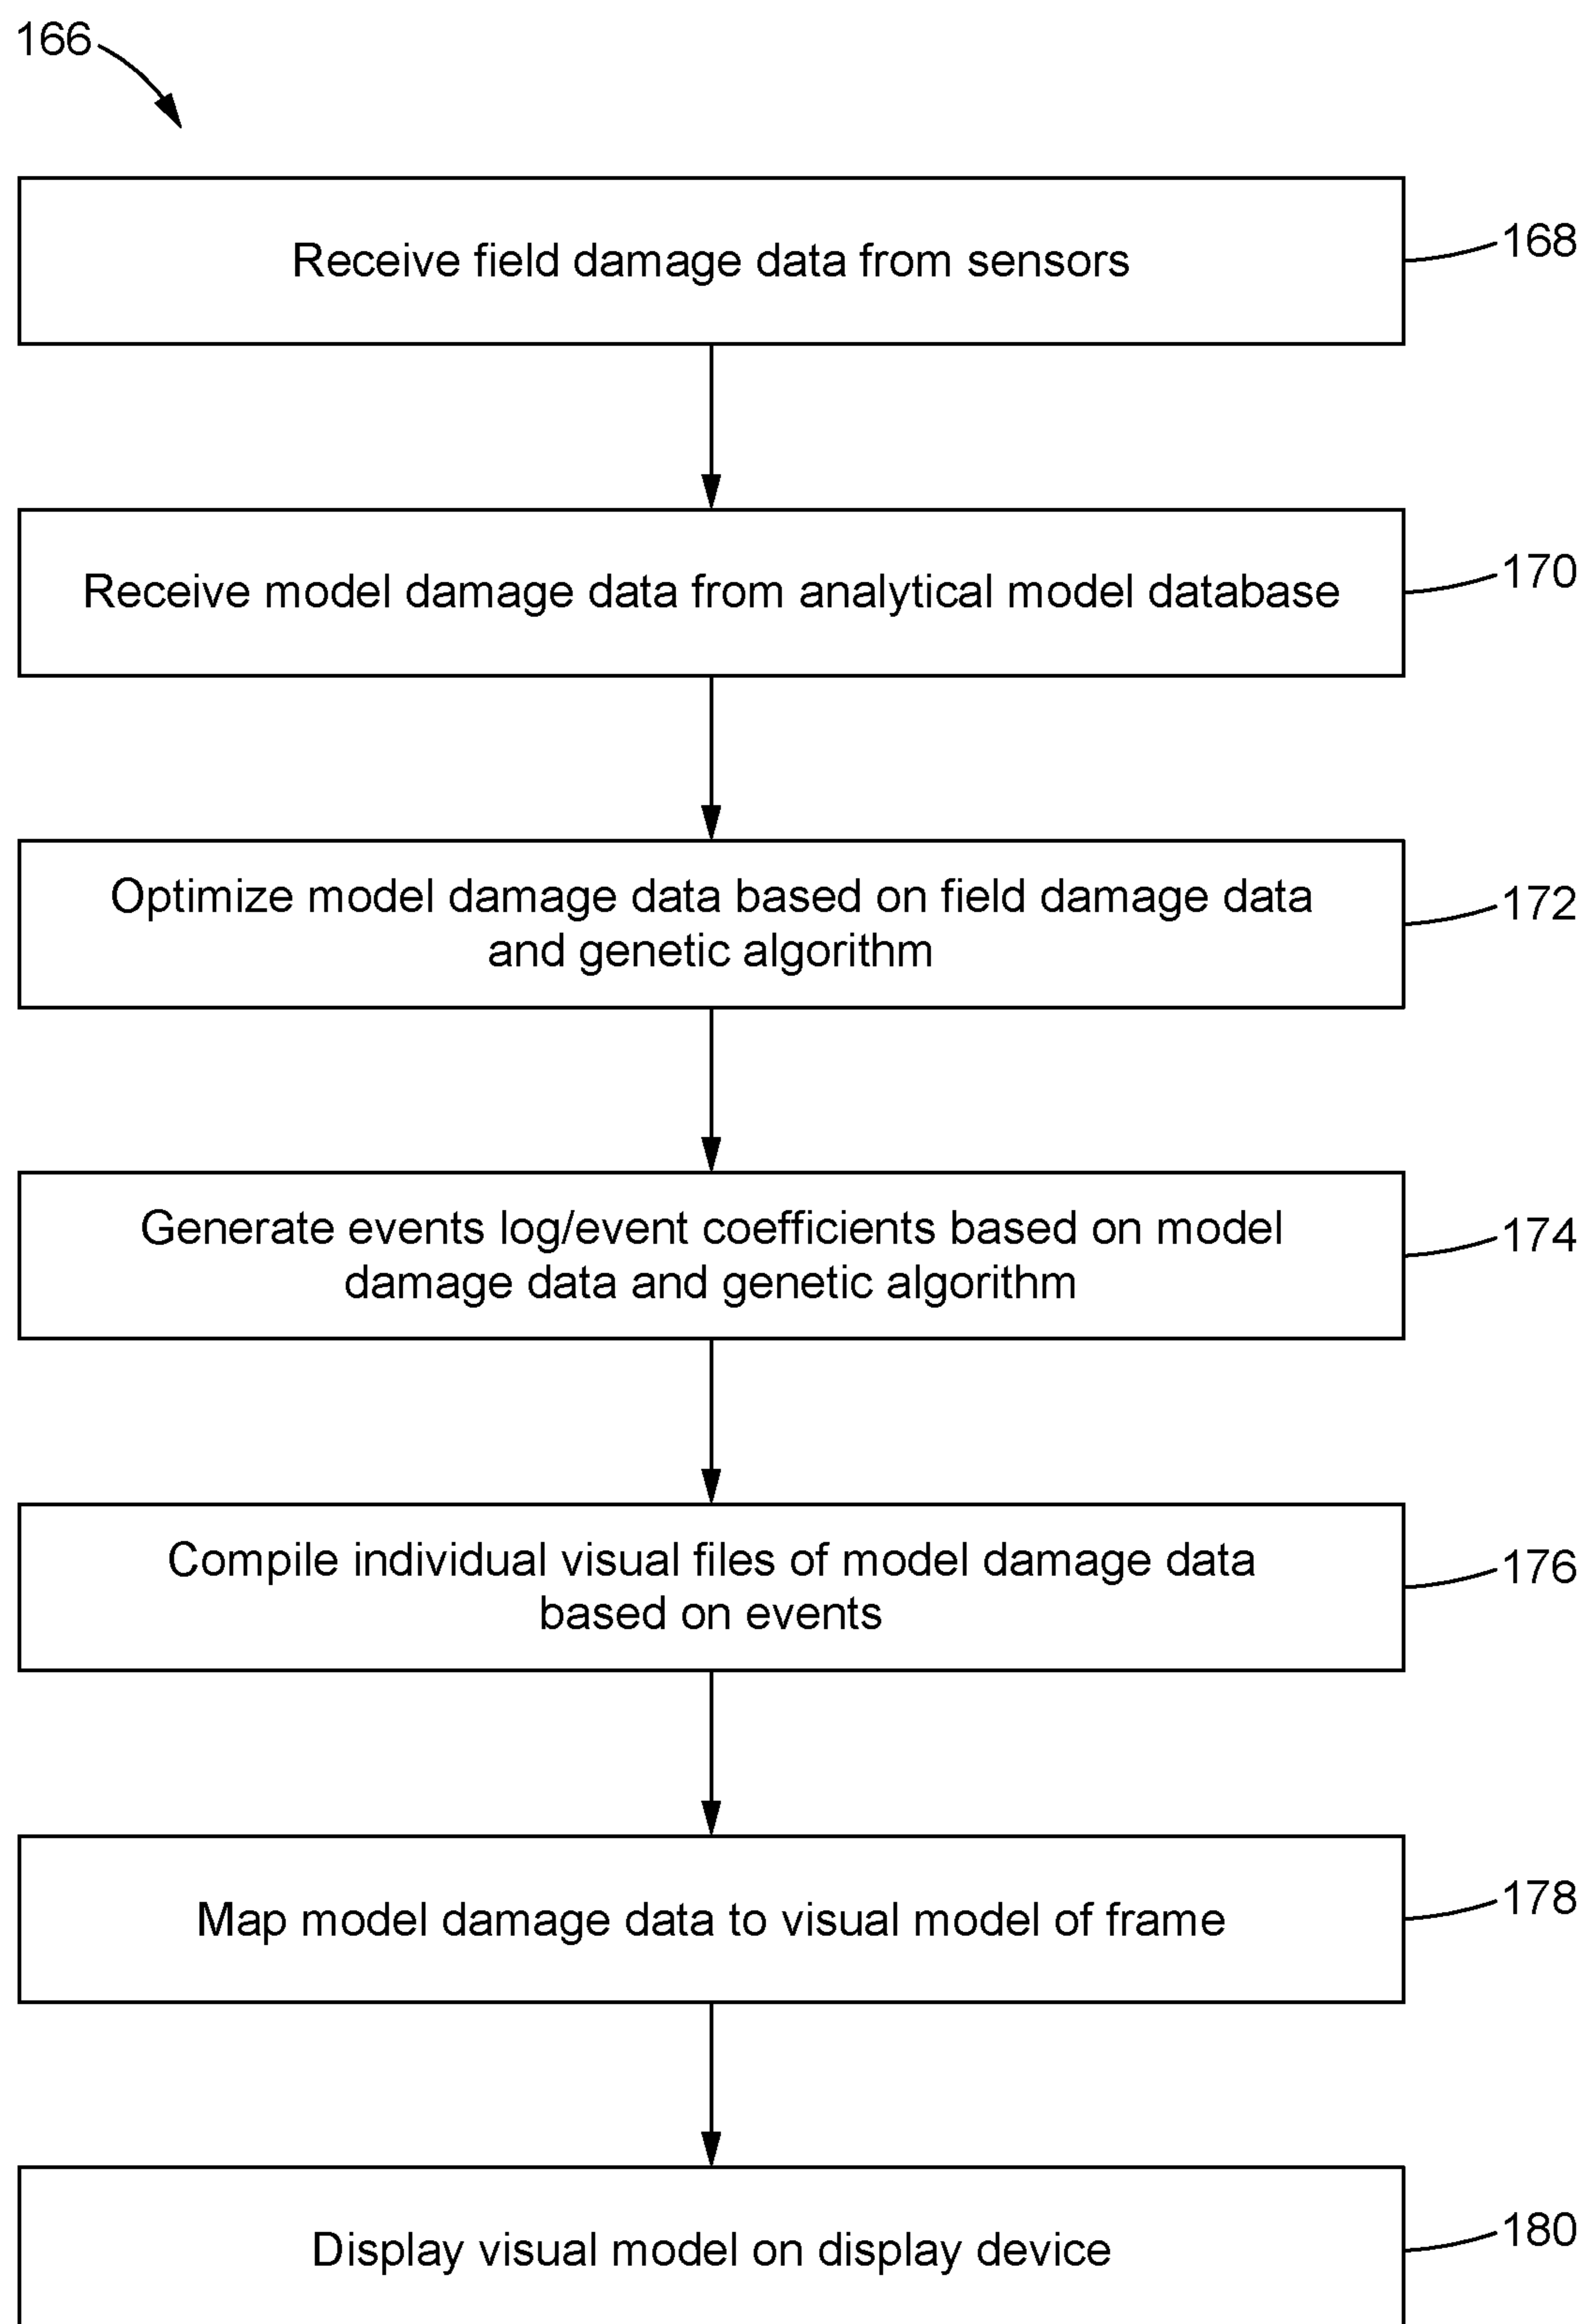 166
Receive field damage data from sensors
168
Receive model damage data from analytical model database
170
Optimize model damage data based on field damage data
and genetic algorithm
172
Generate events log/event coefficients based on model
damage data and genetic algorithm
174
Compile individual visual files of model damage data
based on events
176
Map model damage data to visual model of frame
178
Display visual model on display device
180